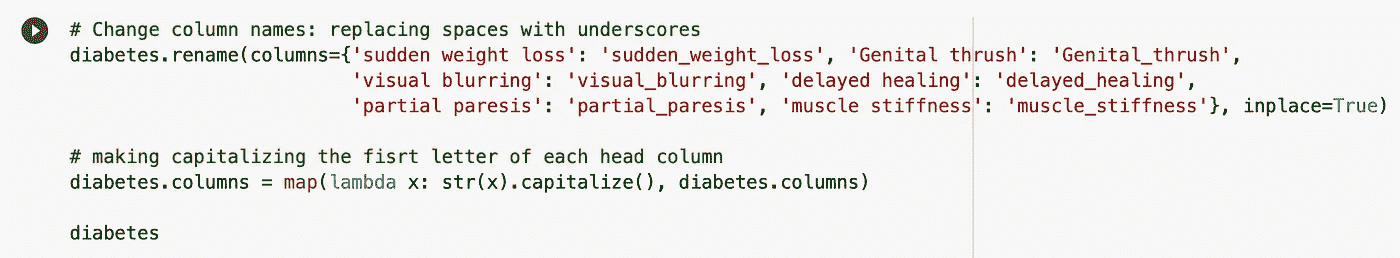 # Change column names: replacing spaces with underscores
diabetes.rename(columns={'sudden weight loss': 'sudden_weight_loss', 'Genital thrush': 'Genital_thrush',
'visual blurring': 'visual_blurring', 'delayed healing': 'delayed_healing',
'partial paresis': 'partial_paresis', 'muscle stiffness': 'muscle_stiffness'}, inplace=True)
# making capitalizing the fisrt letter of each head column
diabetes.columns = map(lambda x: str(x).capitalize(), diabetes.columns)
diabetes